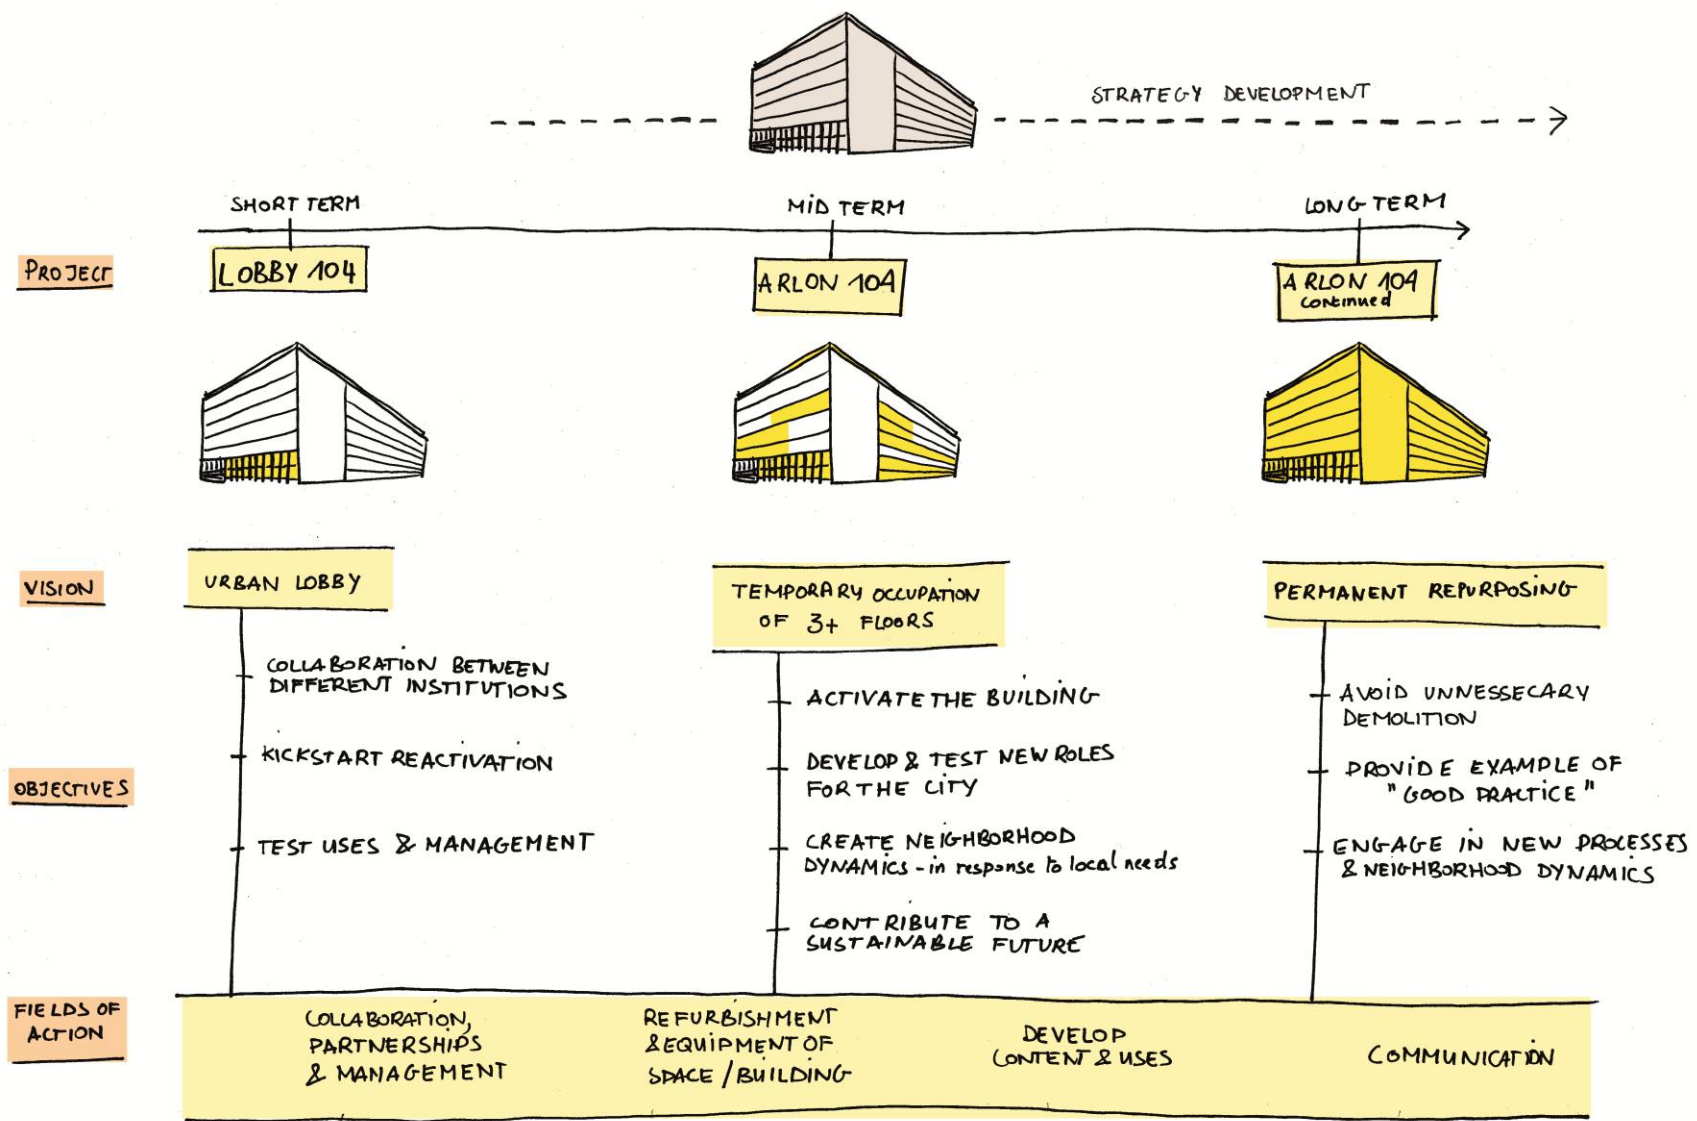 STRATEGY DEVELOPMENT
SHORT TERM
MID TERM
LONG TERM
PROJECT
LOBBY 104
ARLON 104
ARLON 104
continued
VISION
URBAN LOBBY
TEMPORARY OCCUPATION
OF 3+ FLOORS
PERMANENT REPURPOSING
OBJECTIVES
COLLABORATION BETWEEN
DIFFERENT INSTITUTIONS
KICKSTART REACTIVATION
TEST USES & MANAGEMENT
ACTIVATE THE BUILDING
DEVELOP & TEST NEW ROLES
FOR THE CITY
CREATE NEIGHBORHOOD
DYNAMICS - in response to local needs
CONTRIBUTE TO A
SUSTAINABLE FUTURE
AVOID UNNESSECARY
DEMOLITION
PROVIDE EXAMPLE OF
"GOOD PRACTICE"
ENGAGE IN NEW PROCESSES
& NEIGHBORHOOD DYNAMICS
FIELDS OF
ACTION
COLLABORATION,
PARTNERSHIPS
& MANAGEMENT
REFURBISHMENT
& EQUIPMENT OF
SPACE / BUILDING
DEVELOP
CONTENT & USES
COMMUNICATION